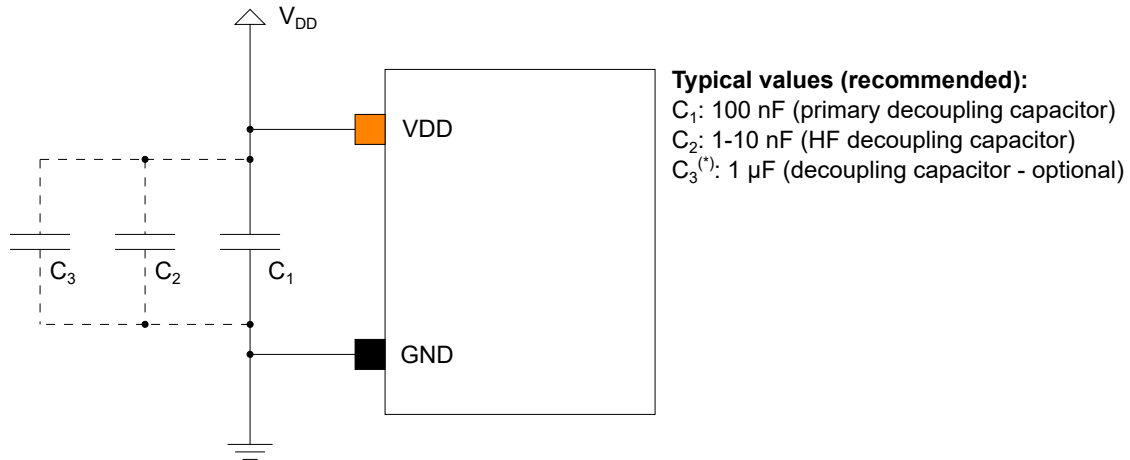 V_DD
VDD
GND
C₃
C₂
C₁
Typical values (recommended):
C₁: 100 nF (primary decoupling capacitor)
C₂: 1-10 nF (HF decoupling capacitor)
C₃⁽*⁾: 1 µF (decoupling capacitor - optional)